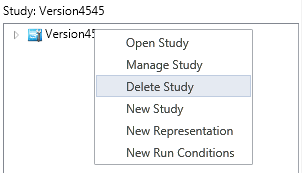 Study: Version4545
Version45
Open Study
Manage Study
Delete Study
New Study
New Representation
New Run Conditions